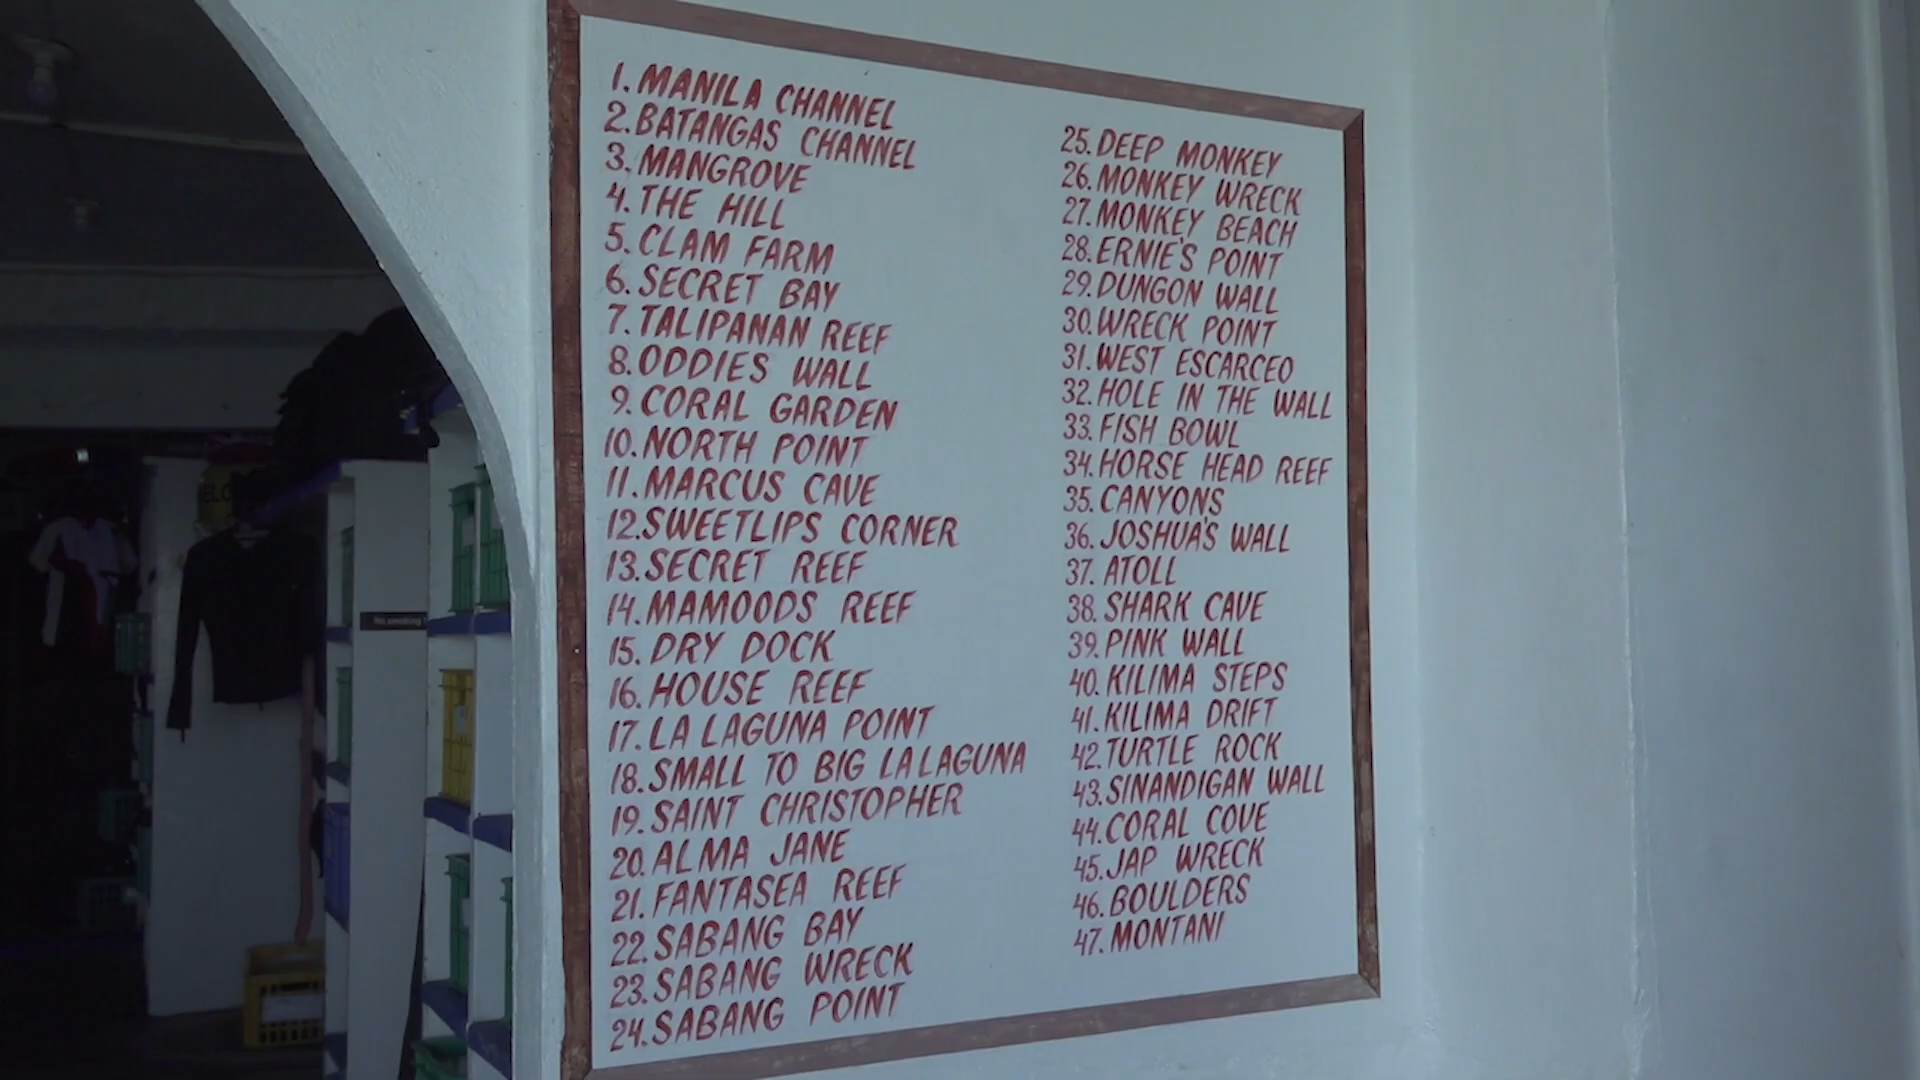 1. MANILA CHANNEL
2. BATANGAS CHANNEL
3. MANGROVE
4. THE HILL
5. CLAM FARM
6. SECRET BAY
7. TALIPANAN REEF
8. ODDIES WALL
9. CORAL GARDEN
10. NORTH POINT
11. MARCUS CAVE
12. SWEETLIPS CORNER
13. SECRET REEF
14. MAMOODS REEF
15. DRY DOCK
16. HOUSE REEF
17. LA LAGUNA POINT
18. SMALL TO BIG LA LAGUNA
19. SAINT CHRISTOPHER
20. ALMA JANE
21. FANTASEA REEF
22. SABANG BAY
23. SABANG WRECK
24. SABANG POINT
25. DEEP MONKEY
26. MONKEY WRECK
27. MONKEY BEACH
28. ERNIE'S POINT
29. DUNGON WALL
30. WRECK POINT
31. WEST ESCARCEO
32. HOLE IN THE WALL
33. FISH BOWL
34. HORSE HEAD REEF
35. CANYONS
36. JOSHUA'S WALL
37. ATOLL
38. SHARK CAVE
39. PINK WALL
40. KILIMA STEPS
41. KILIMA DRIFT
42. TURTLE ROCK
43. SINANDIGAN WALL
44. CORAL COVE
45. JAP WRECK
46. BOULDERS
47. MONTANI
No smoking